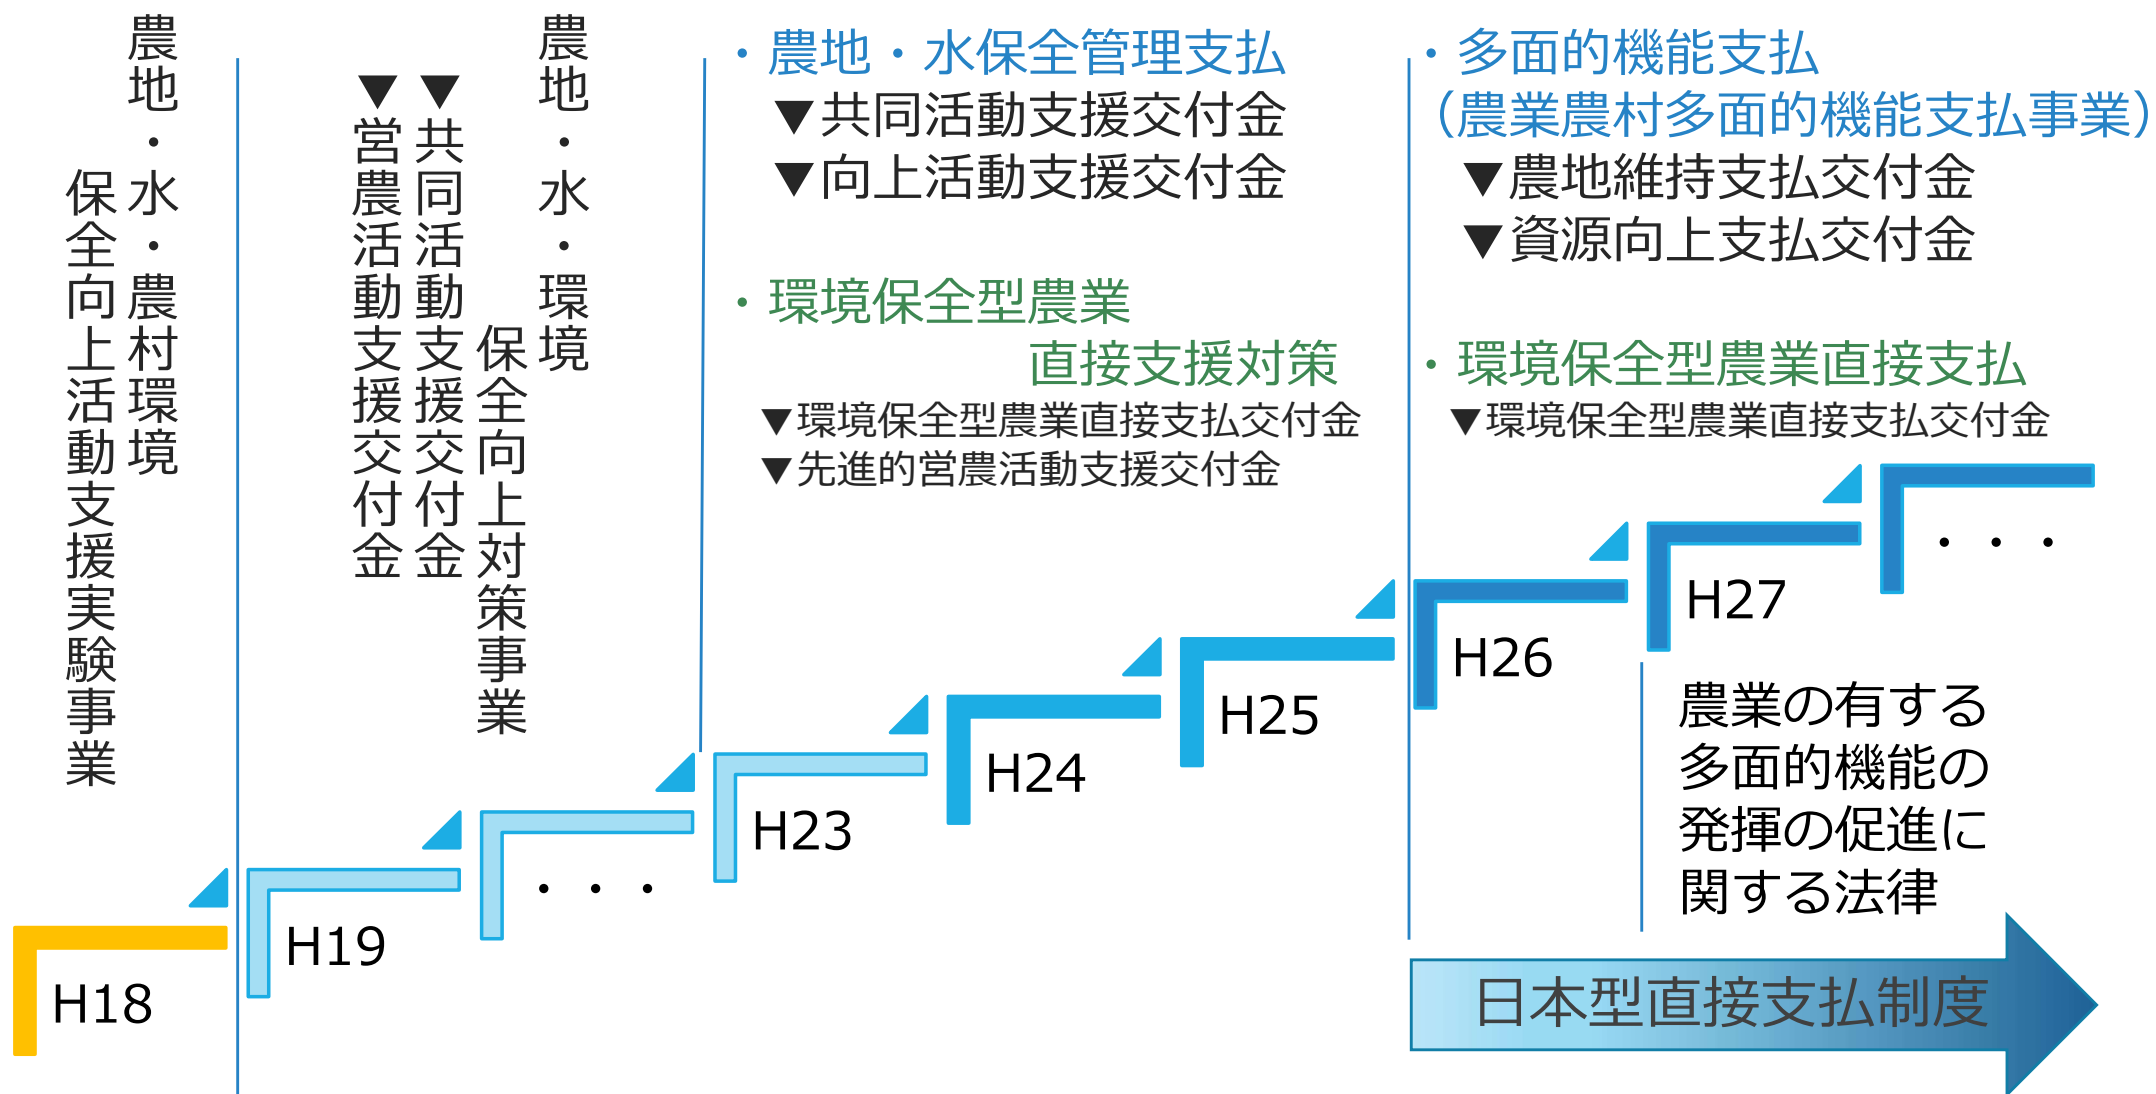 農地・水・農村環境
保全向上活動支援実験事業
農地・水・環境
保全向上対策事業
▼共同活動支援交付金
▼営農活動支援交付金
・農地・水保全管理支払
▼共同活動支援交付金
▼向上活動支援交付金
・環境保全型農業
直接支援対策
▼環境保全型農業直接支払交付金
▼先進的営農活動支援交付金
・多面的機能支払
（農業農村多面的機能支払事業）
▼農地維持支払交付金
▼資源向上支払交付金
・環境保全型農業直接支払
▼環境保全型農業直接支払交付金
H18
H19
・・・
H23
H24
H25
H26
H27
・・・
農業の有する
多面的機能の
発揮の促進に
関する法律
日本型直接支払制度